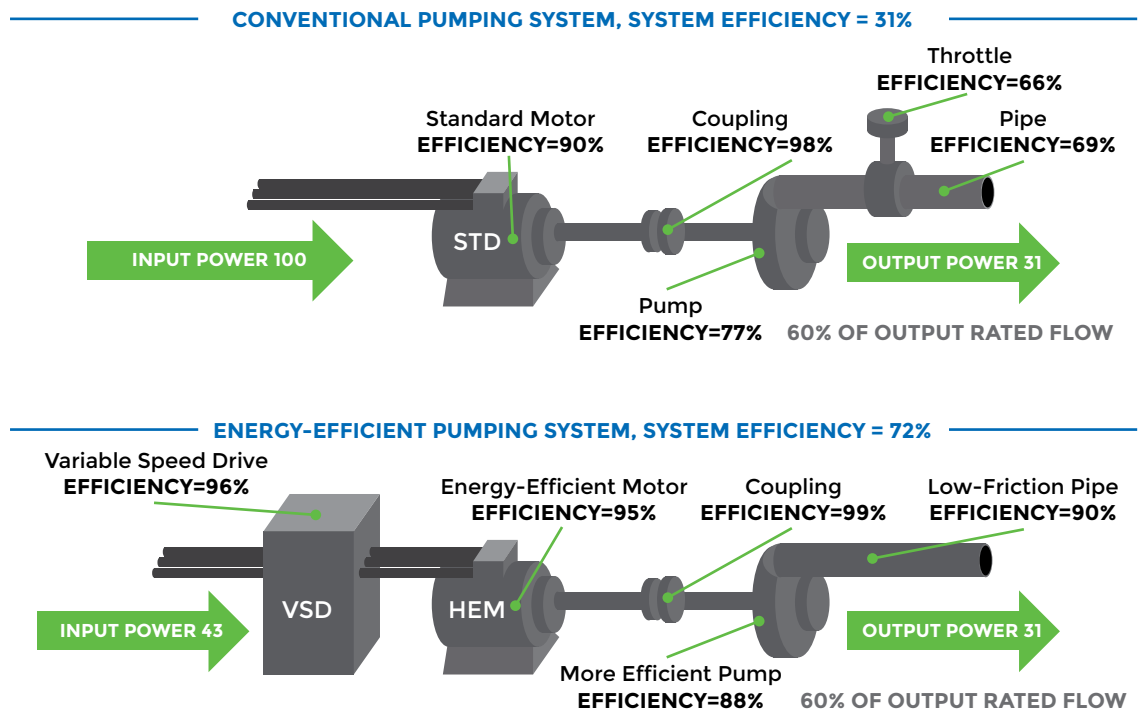 CONVENTIONAL PUMPING SYSTEM, SYSTEM EFFICIENCY = 31%
Throttle
EFFICIENCY=66%
Standard Motor
EFFICIENCY=90%
Coupling
EFFICIENCY=98%
Pipe
EFFICIENCY=69%
STD
INPUT POWER 100
OUTPUT POWER 31
Pump
EFFICIENCY=77%
60% OF OUTPUT RATED FLOW
ENERGY-EFFICIENT PUMPING SYSTEM, SYSTEM EFFICIENCY = 72%
Variable Speed Drive
EFFICIENCY=96%
Energy-Efficient Motor
EFFICIENCY=95%
Coupling
EFFICIENCY=99%
Low-Friction Pipe
EFFICIENCY=90%
VSD
HEM
INPUT POWER 43
OUTPUT POWER 31
More Efficient Pump
EFFICIENCY=88%
60% OF OUTPUT RATED FLOW